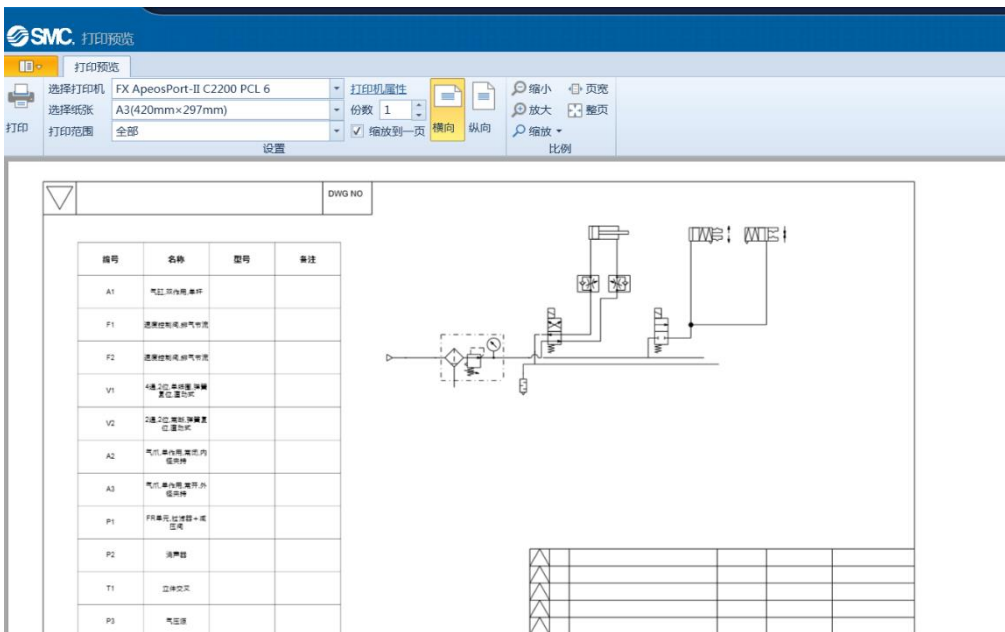 SMC. 打印预览
打印预览
选择打印机 FX ApeosPort-II C2200 PCL 6 打印机属性
选择纸张 A3(420mm×297mm) 份数 1
打印范围 全部 缩放到一页
打印
横向 纵向
缩小 页宽
放大 整页
缩放
设置 比例
DWG NO
编号 名称 型号 备注
A1 气缸,双作用,单杆
F1 速度控制阀,排气节流
F2 速度控制阀,排气节流
V1 4通,2位,单线圈,弹簧
复位,直动式
V2 2通,2位,常断,弹簧复
位,直动式
A2 气爪,单作用,常闭,内
径夹持
A3 气爪,单作用,常开,外
径夹持
P1 FR单元,过滤器+减
压阀
P2 消声器
T1 立体交叉
P3 气压源